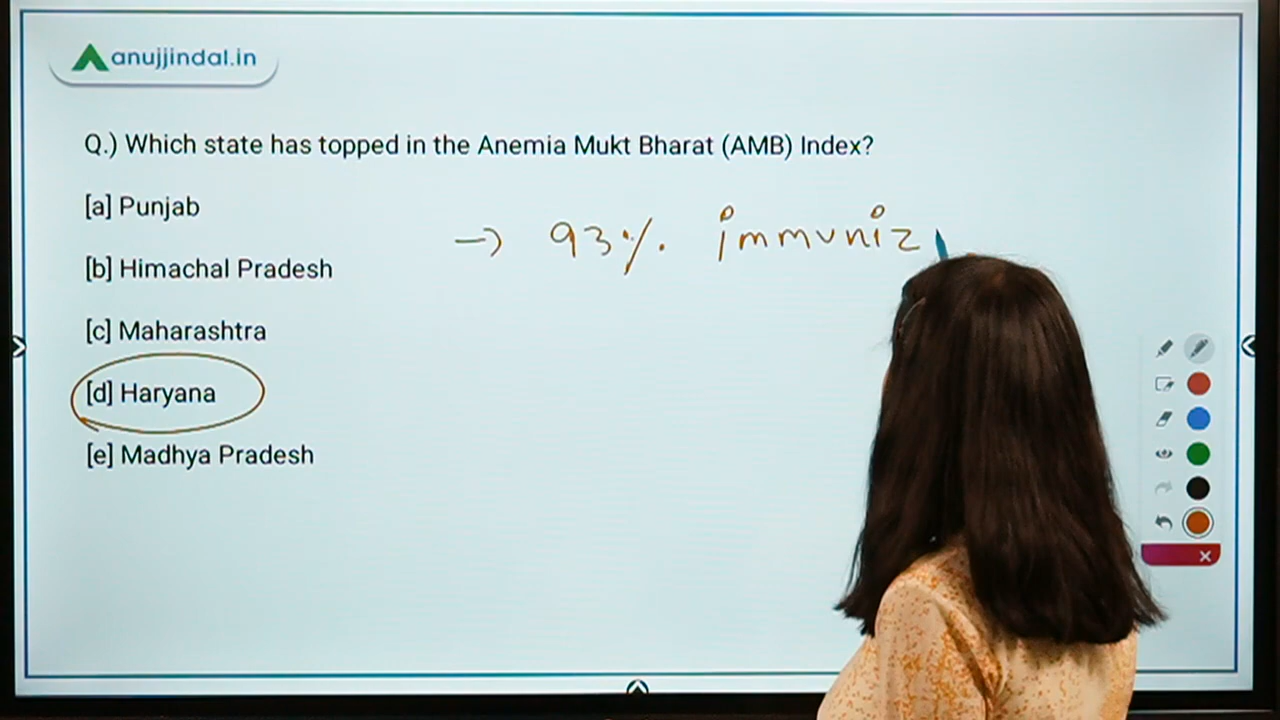 anujjindal.in
Q.) Which state has topped in the Anemia Mukt Bharat (AMB) Index?
[a] Punjab
→ 93% immuniz
[b] Himachal Pradesh
[c] Maharashtra
[d] Haryana
[e] Madhya Pradesh